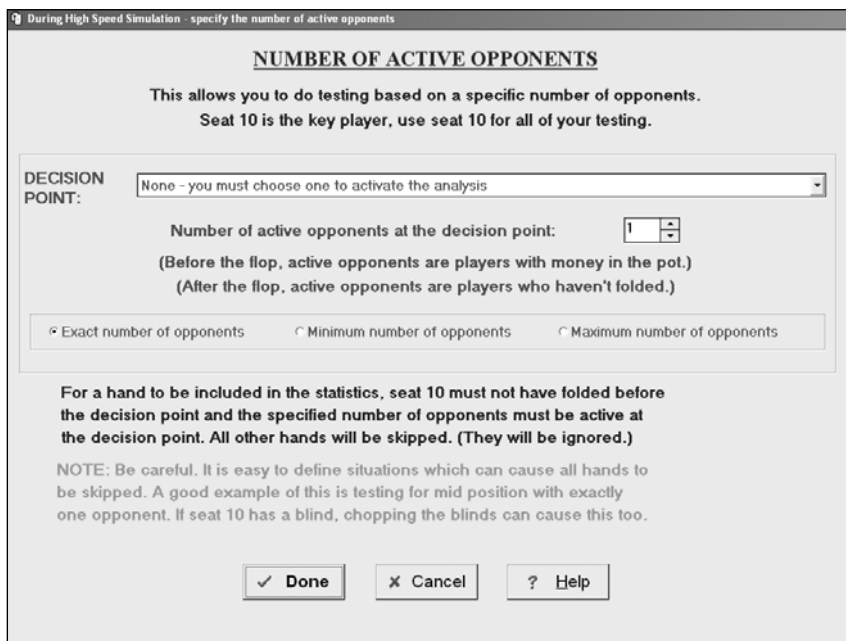 During High Speed Simulation - specify the number of active opponents
NUMBER OF ACTIVE OPPONENTS
This allows you to do testing based on a specific number of opponents.
Seat 10 is the key player, use seat 10 for all of your testing.
DECISION
POINT:
None - you must choose one to activate the analysis
Number of active opponents at the decision point: 1
(Before the flop, active opponents are players with money in the pot.)
(After the flop, active opponents are players who haven't folded.)
Exact number of opponents Minimum number of opponents Maximum number of opponents
For a hand to be included in the statistics, seat 10 must not have folded before
the decision point and the specified number of opponents must be active at
the decision point. All other hands will be skipped. (They will be ignored.)
NOTE: Be careful. It is easy to define situations which can cause all hands to
be skipped. A good example of this is testing for mid position with exactly
one opponent. If seat 10 has a blind, chopping the blinds can cause this too.
✓ Done ✗ Cancel ? Help